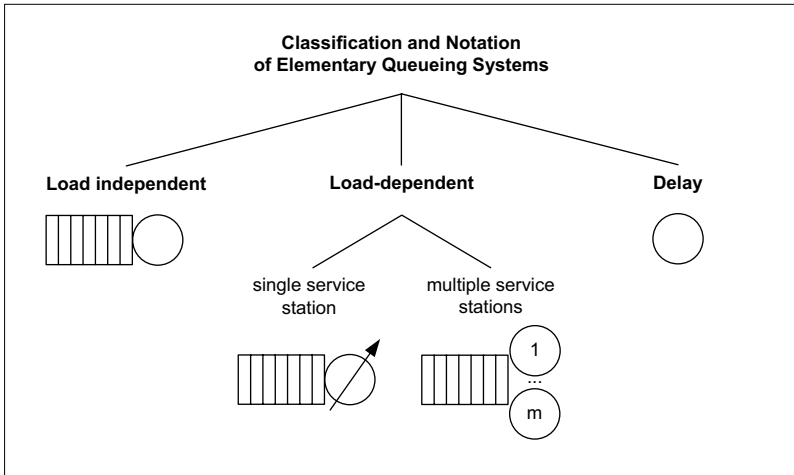 Classification and Notation
of Elementary Queueing Systems
Load independent
Load-dependent
Delay
single service
station
multiple service
stations
1
...
m